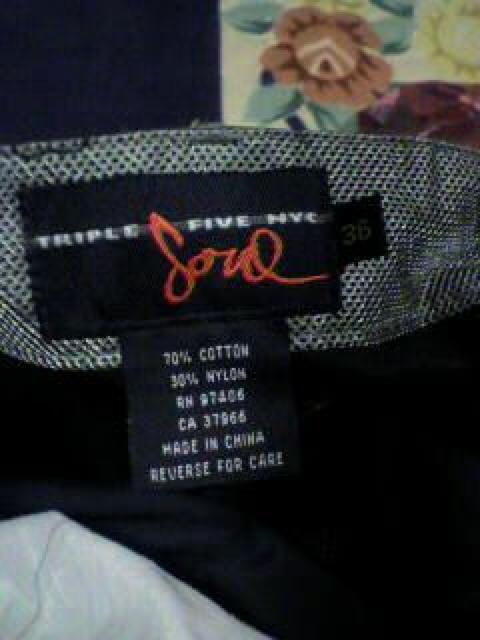 TRIPLE FIVE NYC
Soul
36
70% COTTON
30% NYLON
RN 97406
CA 37966
MADE IN CHINA
REVERSE FOR CARE